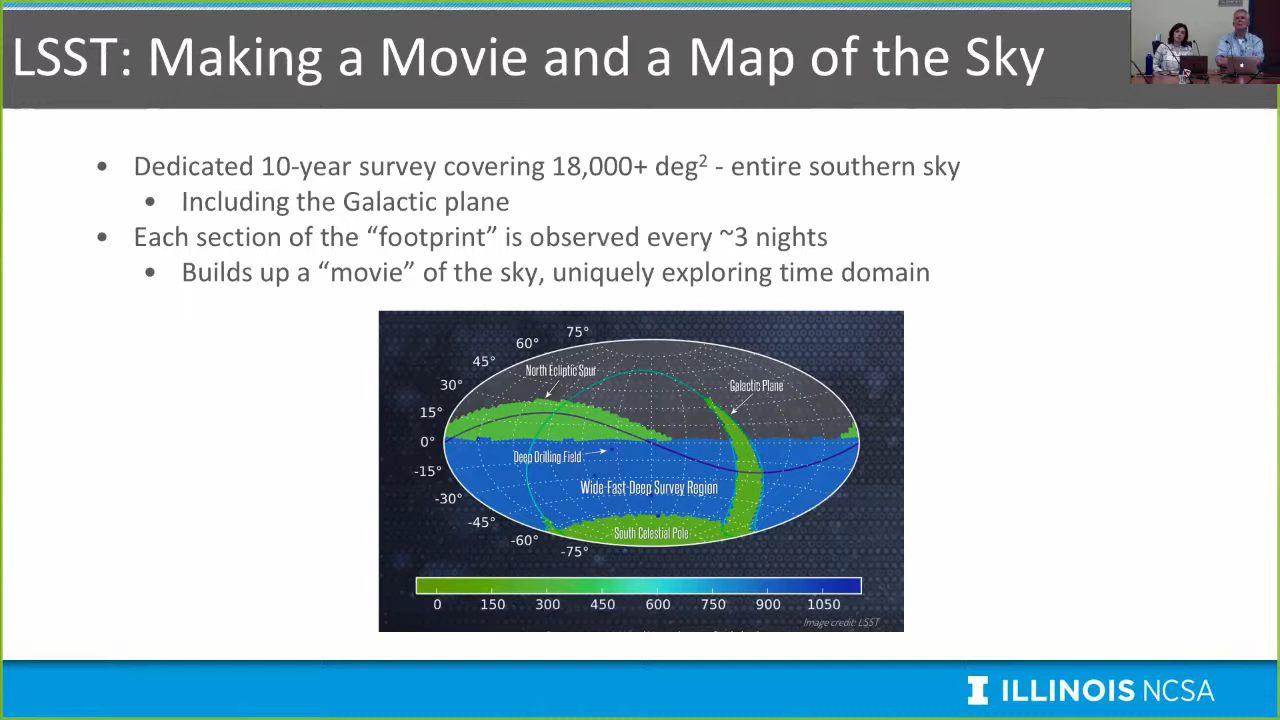 LSST: Making a Movie and a Map of the Sky
• Dedicated 10-year survey covering 18,000+ deg² - entire southern sky
• Including the Galactic plane
• Each section of the “footprint” is observed every ~3 nights
• Builds up a “movie” of the sky, uniquely exploring time domain
75°
60°
45°
30°
15°
0°
-15°
-30°
-45°
-60°
-75°
North Ecliptic Spur
Galactic Plane
Deep Drilling Field
Wide-Fast-Deep Survey Region
South Celestial Pole
0 150 300 450 600 750 900 1050
Image credit: LSST
ILLINOIS NCSA